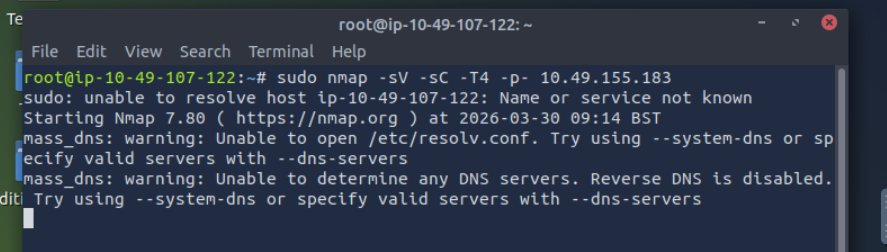 Te
root@ip-10-49-107-122: ~
File Edit View Search Terminal Help
root@ip-10-49-107-122:~# sudo nmap -sV -sC -T4 -p- 10.49.155.183
sudo: unable to resolve host ip-10-49-107-122: Name or service not known
Starting Nmap 7.80 ( https://nmap.org ) at 2026-03-30 09:14 BST
mass_dns: warning: Unable to open /etc/resolv.conf. Try using --system-dns or sp
ecify valid servers with --dns-servers
mass_dns: warning: Unable to determine any DNS servers. Reverse DNS is disabled.
diti Try using --system-dns or specify valid servers with --dns-servers